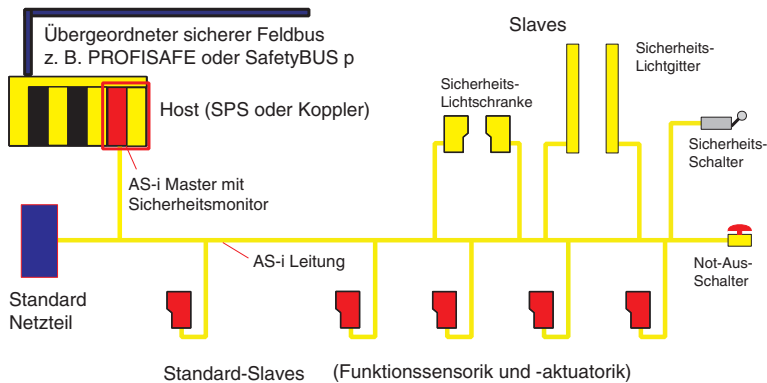 Übergeordneter sicherer Feldbus
z. B. PROFISAFE oder SafetyBUS p
Host (SPS oder Koppler)
AS-i Master mit
Sicherheitsmonitor
Slaves
Sicherheits-
Lichtschranke
Sicherheits-
Lichtgitter
Sicherheits-
Schalter
AS-i Leitung
Not-Aus-
Schalter
Standard
Netzteil
Standard-Slaves
(Funktionssensorik und -aktuatorik)